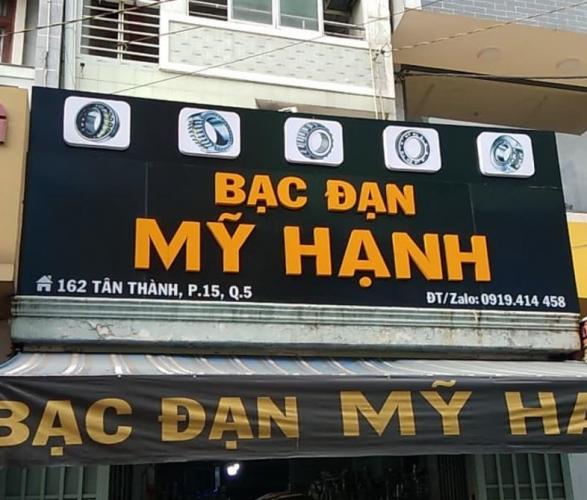 BẠC ĐẠN
MỸ HẠNH
162 TÂN THÀNH, P.15, Q.5
ĐT/Zalo: 0919.414 458
BẠC ĐẠN MỸ HẠ